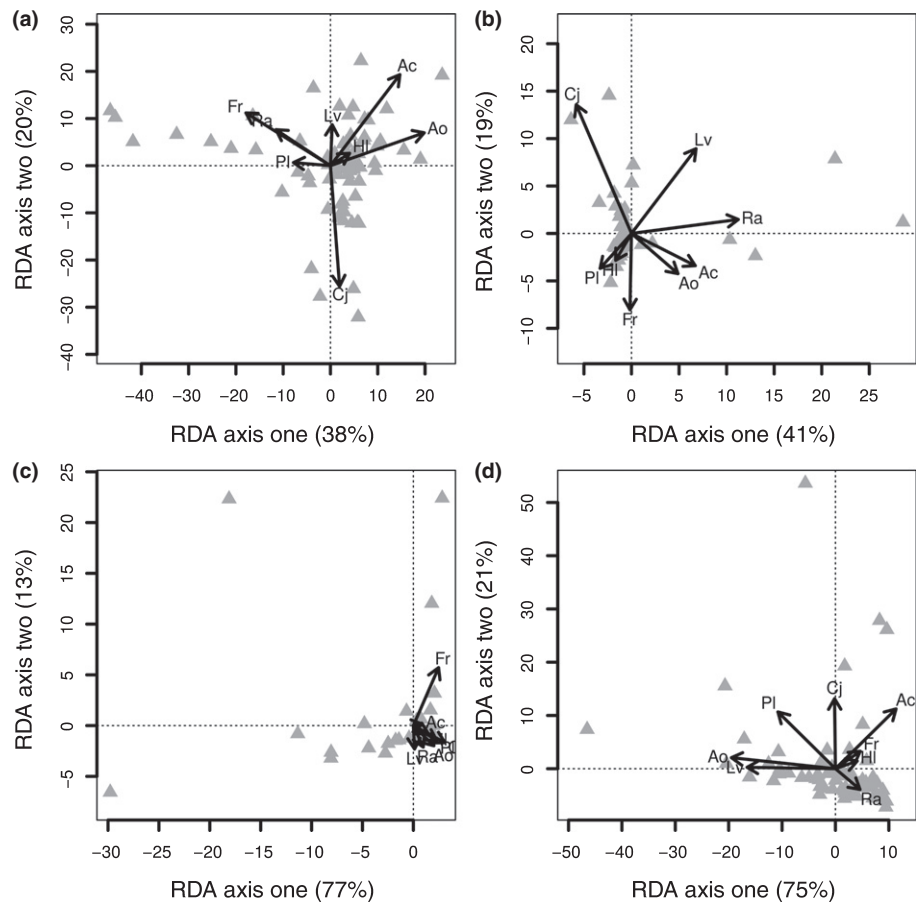 (a)
30
20
10
0
−10
−20
−30
−40
RDA axis two (20%)
Ac
Fr
Ra
Lv
Ao
Hl
Pl
Cj
−40 −30 −20 −10 0 10 20
RDA axis one (38%)
(b)
20
15
10
5
0
−5
−10
RDA axis two (19%)
Cj
Lv
Ra
Pl
Hl
Ac
Ao
Fr
−5 0 5 10 15 20 25
RDA axis one (41%)
(c)
25
20
15
10
5
0
−5
RDA axis two (13%)
Fr
Ac
Pl
Lv
Ra
Ao
−30 −25 −20 −15 −10 −5 0
RDA axis one (77%)
(d)
50
40
30
20
10
0
RDA axis two (21%)
Cj
Pl
Ac
Fr
Ao
Hl
Lv
Ra
−50 −40 −30 −20 −10 0 10
RDA axis one (75%)